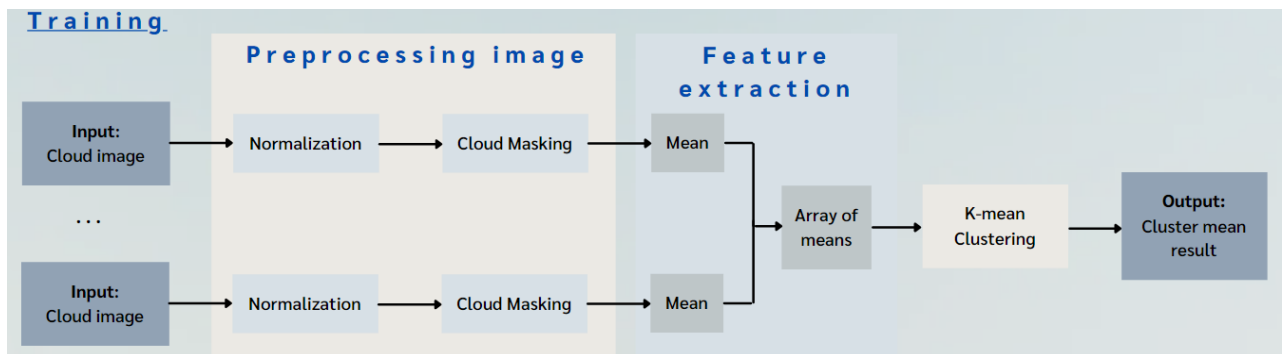 Training
Preprocessing image
Feature
extraction
Input:
Cloud image
Normalization
Cloud Masking
Mean
...
Array of
means
K-mean
Clustering
Output:
Cluster mean
result
Input:
Cloud image
Normalization
Cloud Masking
Mean